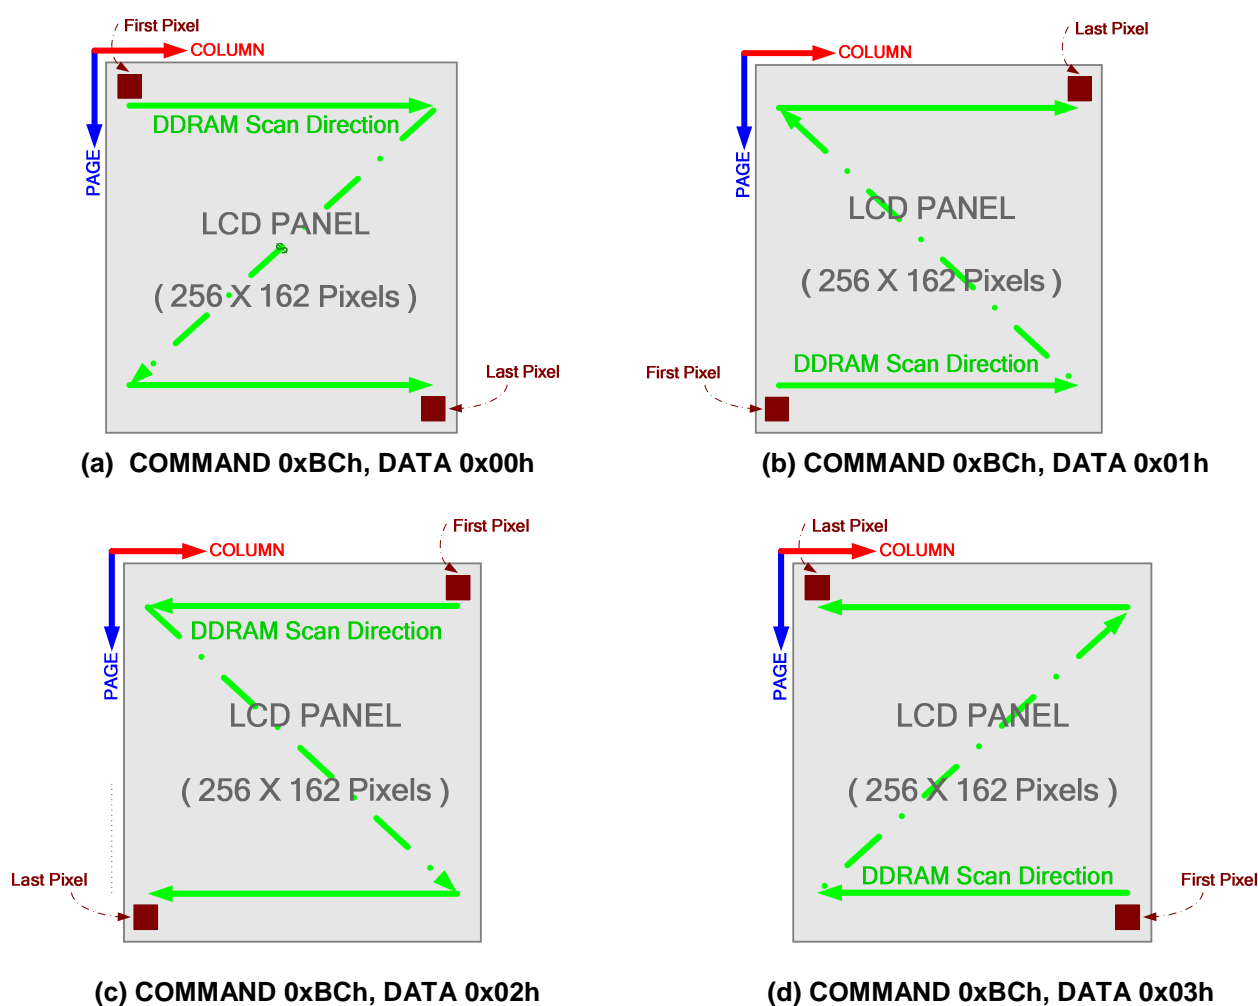 First Pixel
COLUMN
PAGE
DDRAM Scan Direction
LCD PANEL
( 256 X 162 Pixels )
Last Pixel
(a) COMMAND 0xBCh, DATA 0x00h
Last Pixel
COLUMN
PAGE
LCD PANEL
( 256 X 162 Pixels )
DDRAM Scan Direction
First Pixel
(b) COMMAND 0xBCh, DATA 0x01h
First Pixel
COLUMN
PAGE
DDRAM Scan Direction
LCD PANEL
( 256 X 162 Pixels )
Last Pixel
(c) COMMAND 0xBCh, DATA 0x02h
Last Pixel
COLUMN
PAGE
LCD PANEL
( 256 X 162 Pixels )
DDRAM Scan Direction
First Pixel
(d) COMMAND 0xBCh, DATA 0x03h